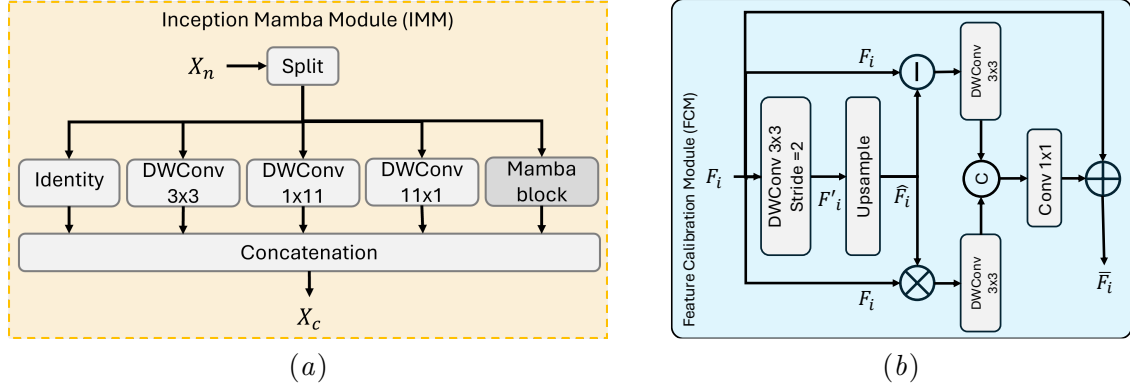 Inception Mamba Module (IMM)
Xₙ
Split
Identity
DWConv
3x3
DWConv
1x11
DWConv
11x1
Mamba
block
Concatenation
X_c
(a)
Feature Calibration Module (FCM)
F_i
DWConv 3x3
Stride =2
F'_i
Upsample
F̂_i
F_i
F_i
DWConv
3x3
DWConv
3x3
C
Conv 1x1
F̅_i
(b)